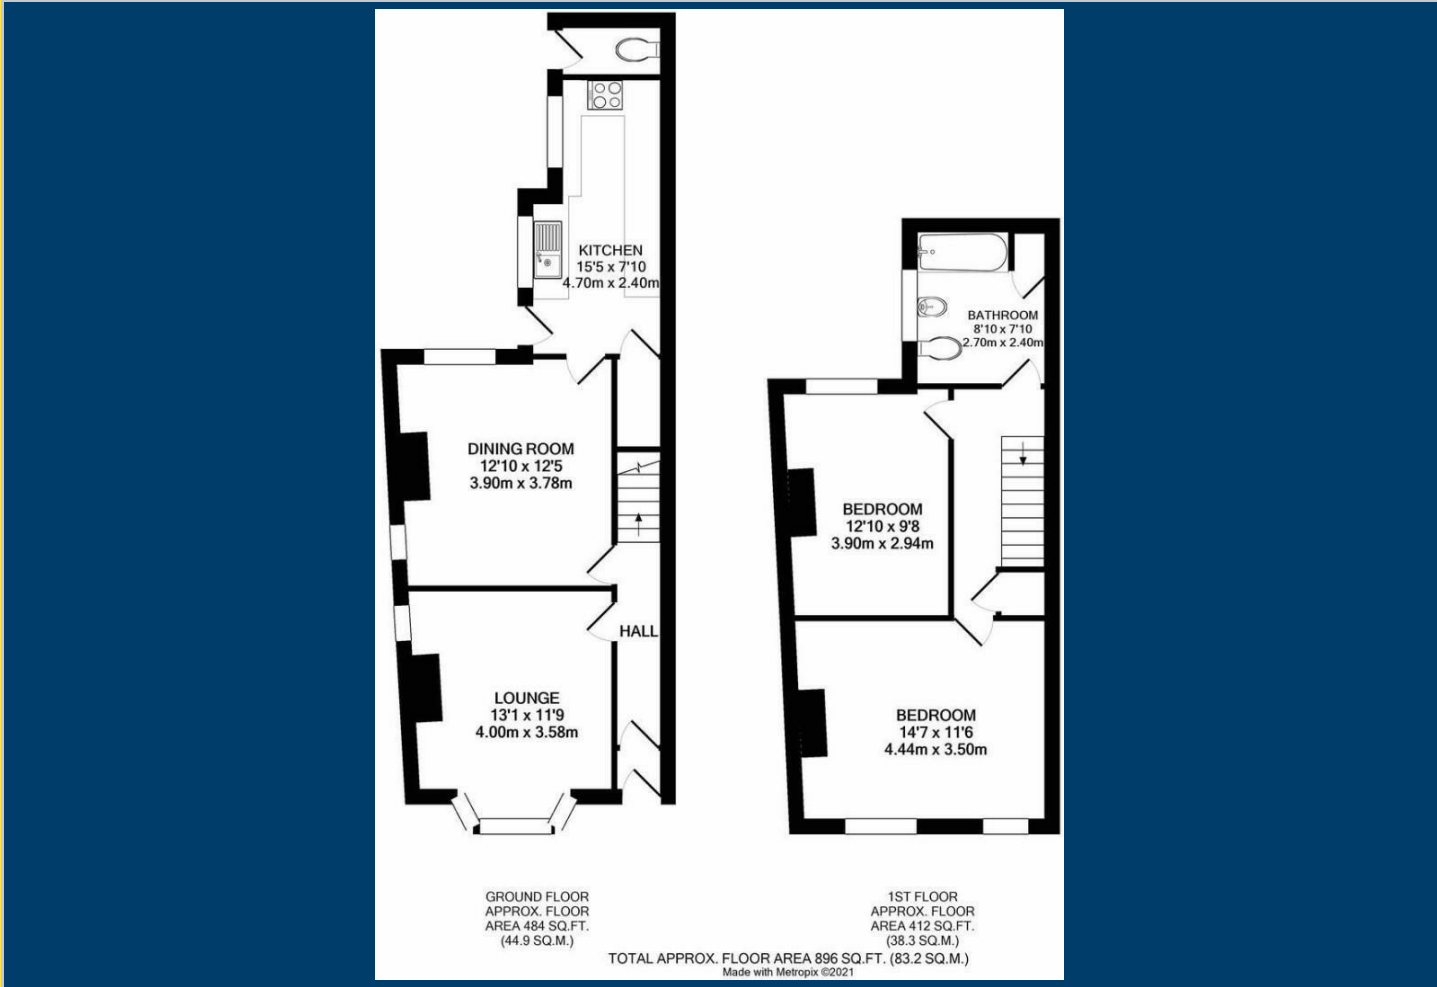 KITCHEN
15'5 x 7'10
4.70m x 2.40m
DINING ROOM
12'10 x 12'5
3.90m x 3.78m
HALL
LOUNGE
13'1 x 11'9
4.00m x 3.58m
BATHROOM
8'10 x 7'10
2.70m x 2.40m
BEDROOM
12'10 x 9'8
3.90m x 2.94m
BEDROOM
14'7 x 11'6
4.44m x 3.50m
GROUND FLOOR
APPROX. FLOOR
AREA 484 SQ.FT.
(44.9 SQ.M.)
1ST FLOOR
APPROX. FLOOR
AREA 412 SQ.FT.
(38.3 SQ.M.)
TOTAL APPROX. FLOOR AREA 896 SQ.FT. (83.2 SQ.M.)
Made with Metropix ©2021